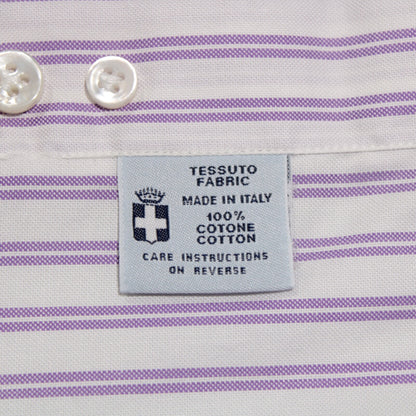 TESSUTO
FABRIC
MADE IN ITALY
100%
COTONE
COTTON
CARE INSTRUCTIONS
ON REVERSE